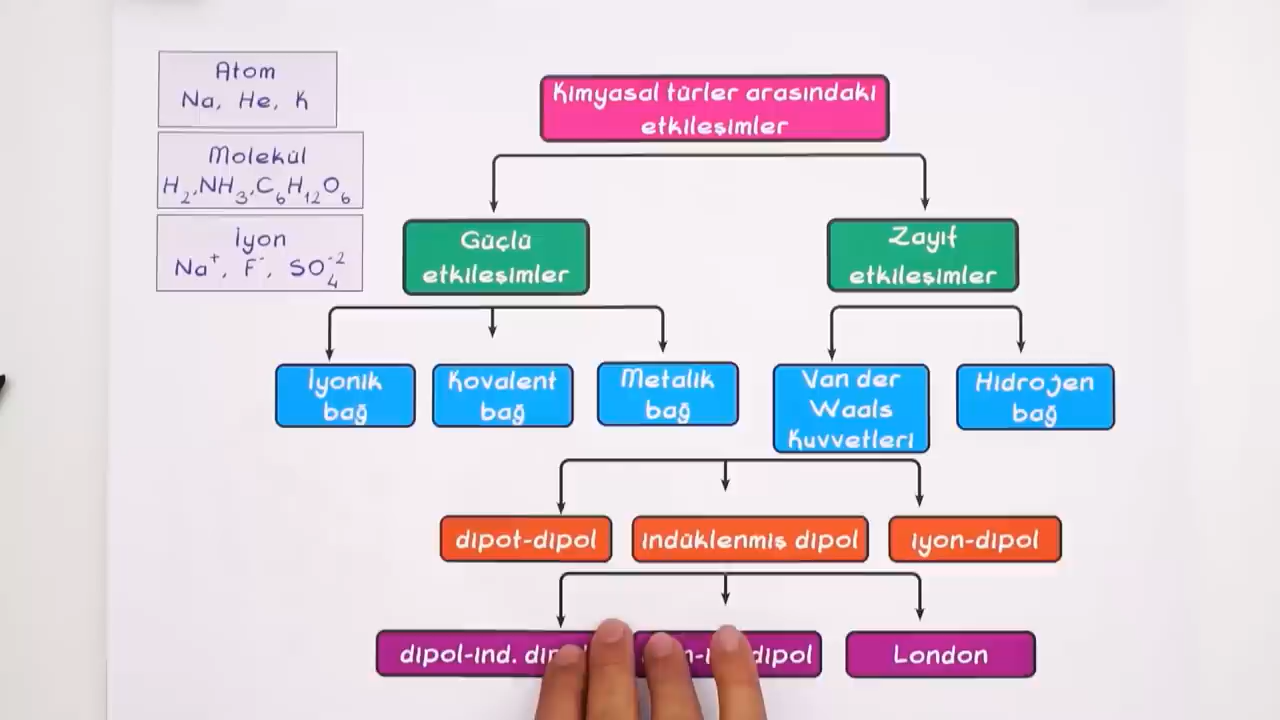 Atom
Na, He, K
Molekül
H₂,NH₃,C₆H₁₂O₆
İyon
Na⁺, F⁻, SO₄⁻²
Kimyasal türler arasındaki
etkileşimler
Güçlü
etkileşimler
Zayıf
etkileşimler
İyonik
bağ
Kovalent
bağ
Metalik
bağ
Van der
Waals
Kuvvetleri
Hidrojen
bağ
dipot-dipol
indüklenmiş dipol
iyon-dipol
dipol-ind.
dipol
London